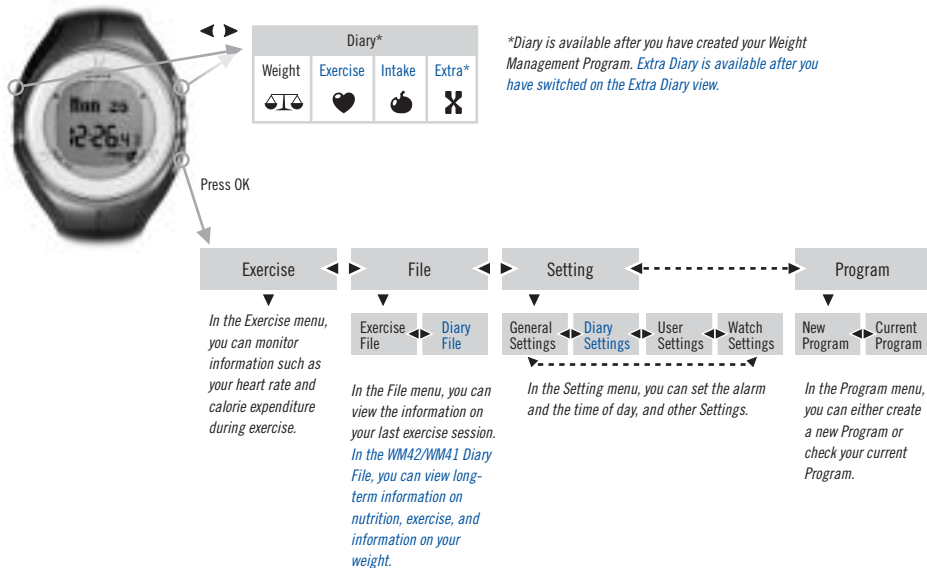 Diary*
Weight
Exercise
Intake
Extra*
*Diary is available after you have created your Weight
Management Program. Extra Diary is available after you
have switched on the Extra Diary view.
12-26.4
Press OK
Exercise
File
Setting
Program
In the Exercise menu,
you can monitor
information such as
your heart rate and
calorie expenditure
during exercise.
Exercise
File
Diary
File
In the File menu, you can
view the information on
your last exercise session.
In the WM42/WM41 Diary
File, you can view long-
term information on
nutrition, exercise, and
information on your
weight.
General
Settings
Diary
Settings
User
Settings
Watch
Settings
In the Setting menu, you can set the alarm
and the time of day, and other Settings.
New
Program
Current
Program
In the Program menu,
you can either create
a new Program or
check your current
Program.